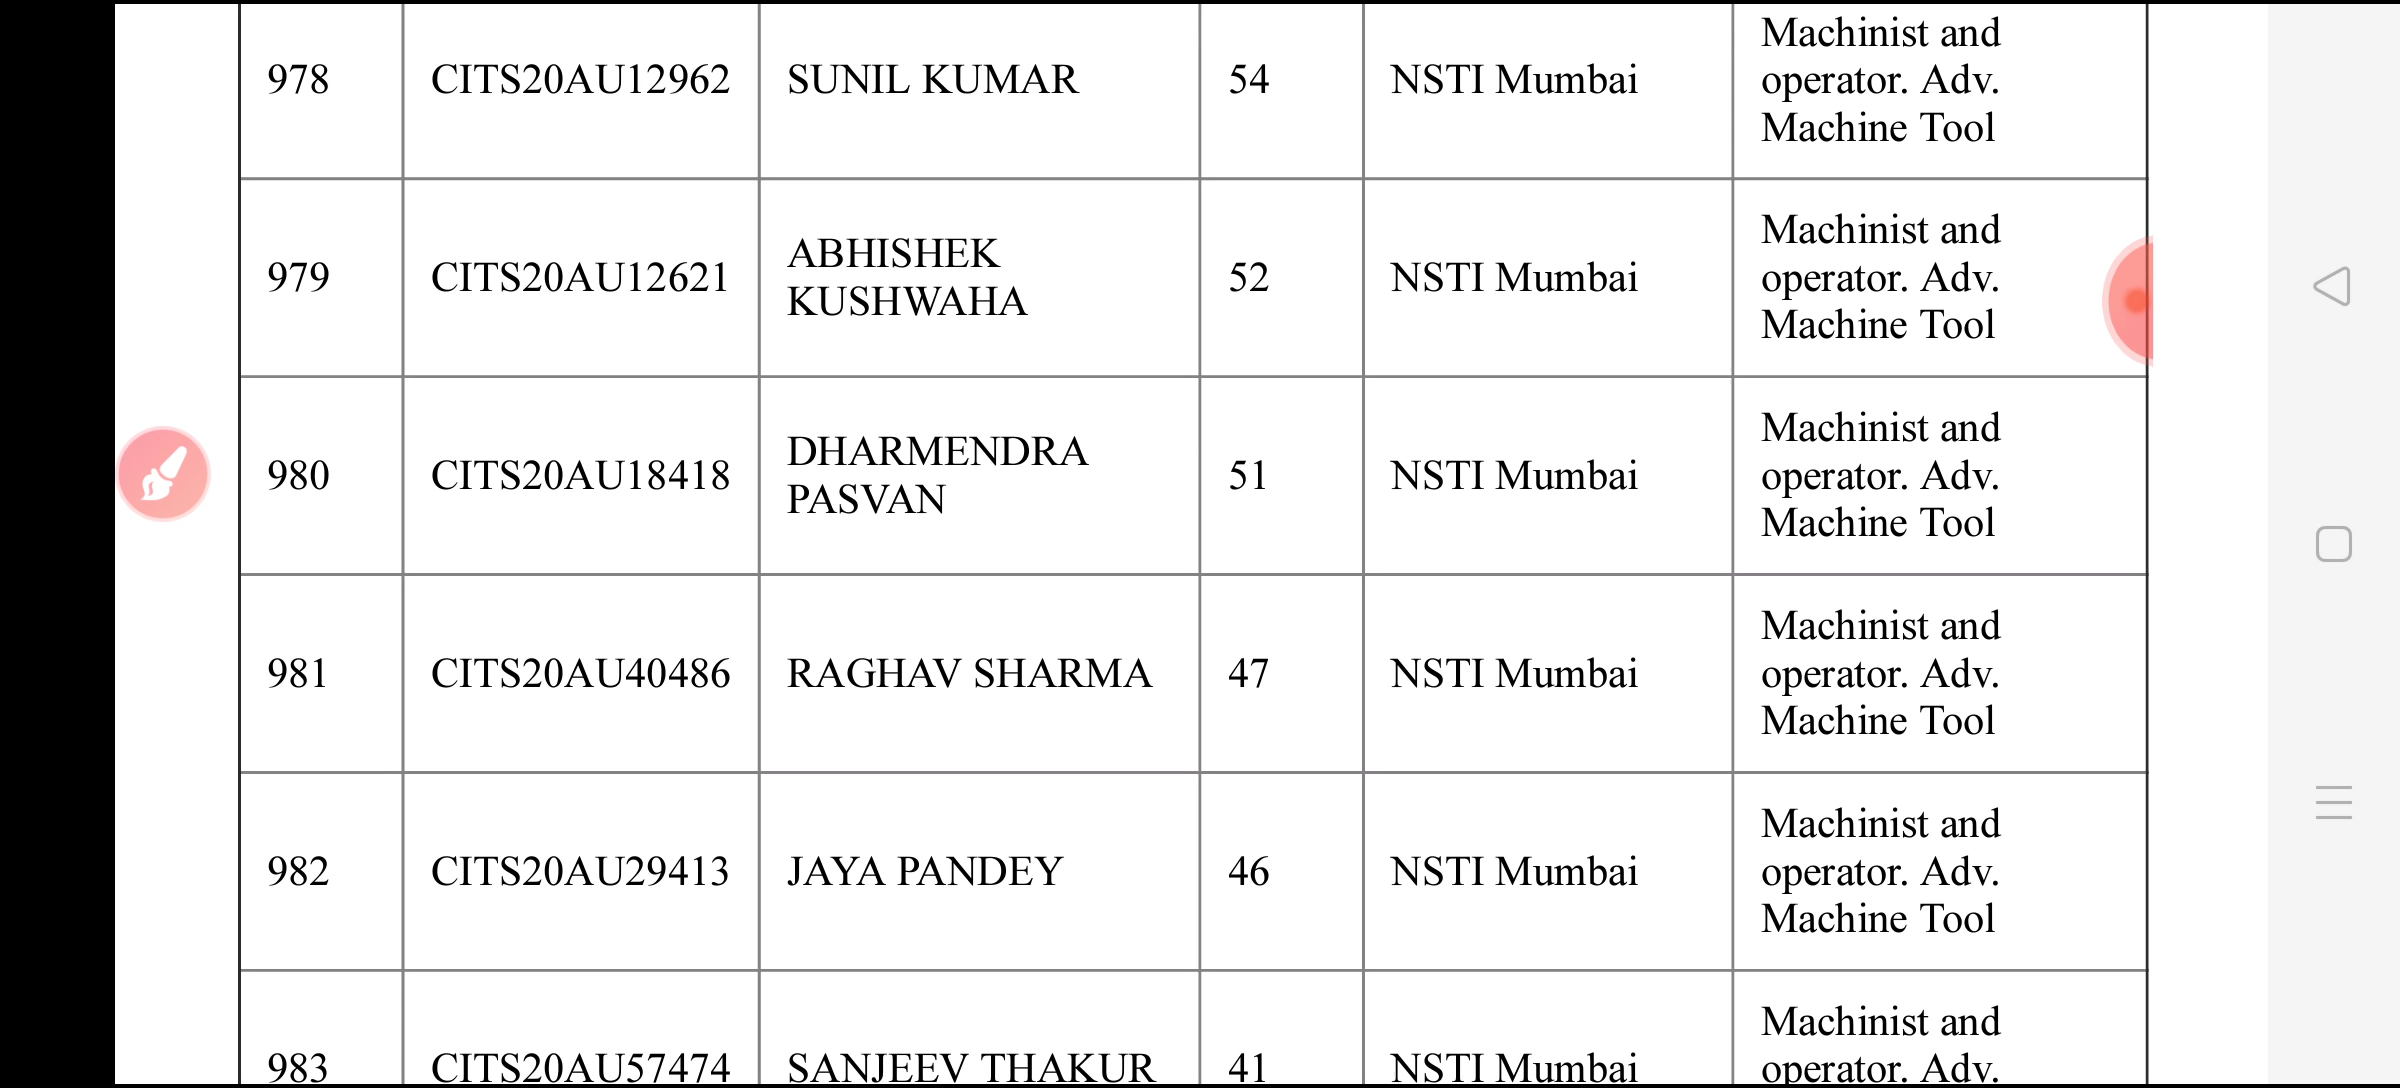 978 CITS20AU12962 SUNIL KUMAR 54 NSTI Mumbai Machinist and
operator. Adv.
Machine Tool
979 CITS20AU12621 ABHISHEK
KUSHWAHA 52 NSTI Mumbai Machinist and
operator. Adv.
Machine Tool
980 CITS20AU18418 DHARMENDRA
PASVAN 51 NSTI Mumbai Machinist and
operator. Adv.
Machine Tool
981 CITS20AU40486 RAGHAV SHARMA 47 NSTI Mumbai Machinist and
operator. Adv.
Machine Tool
982 CITS20AU29413 JAYA PANDEY 46 NSTI Mumbai Machinist and
operator. Adv.
Machine Tool
983 CITS20AU57474 SANJEEV THAKUR 41 NSTI Mumbai Machinist and
operator. Adv.